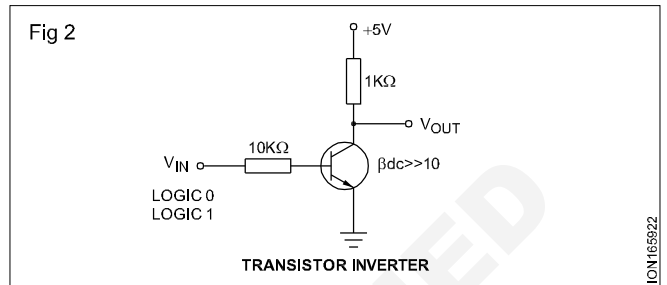 Fig 2
+5V
1KΩ
VOUT
10KΩ
VIN
βdc>>10
LOGIC 0
LOGIC 1
TRANSISTOR INVERTER
ION165922